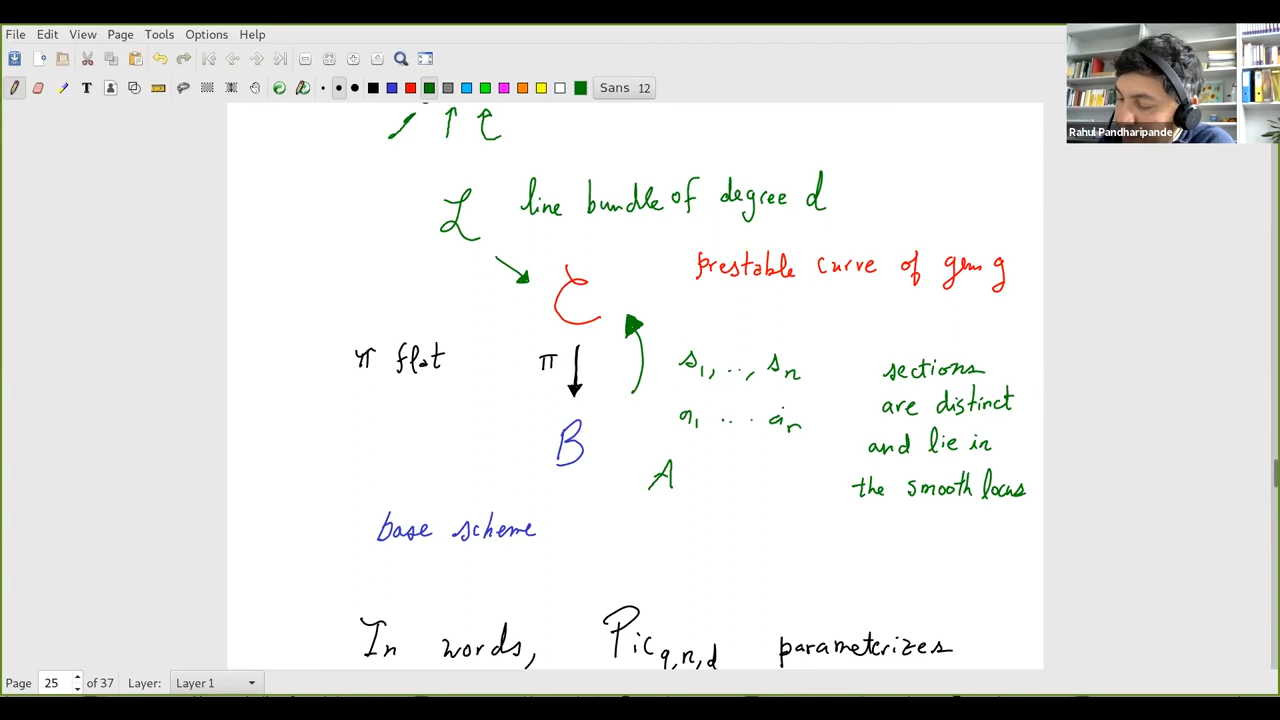 File Edit View Page Tools Options Help
Sans 12
Rahul Pandharipande
L line bundle of degree d
C prestable curve of genus g
π flat π s₁, .., sₙ sections
a₁ ... aₙ are distinct
B and lie in
A the smooth locus
base scheme
In words, Pic g,n,d parameterizes
Page 25 of 37 Layer: Layer 1